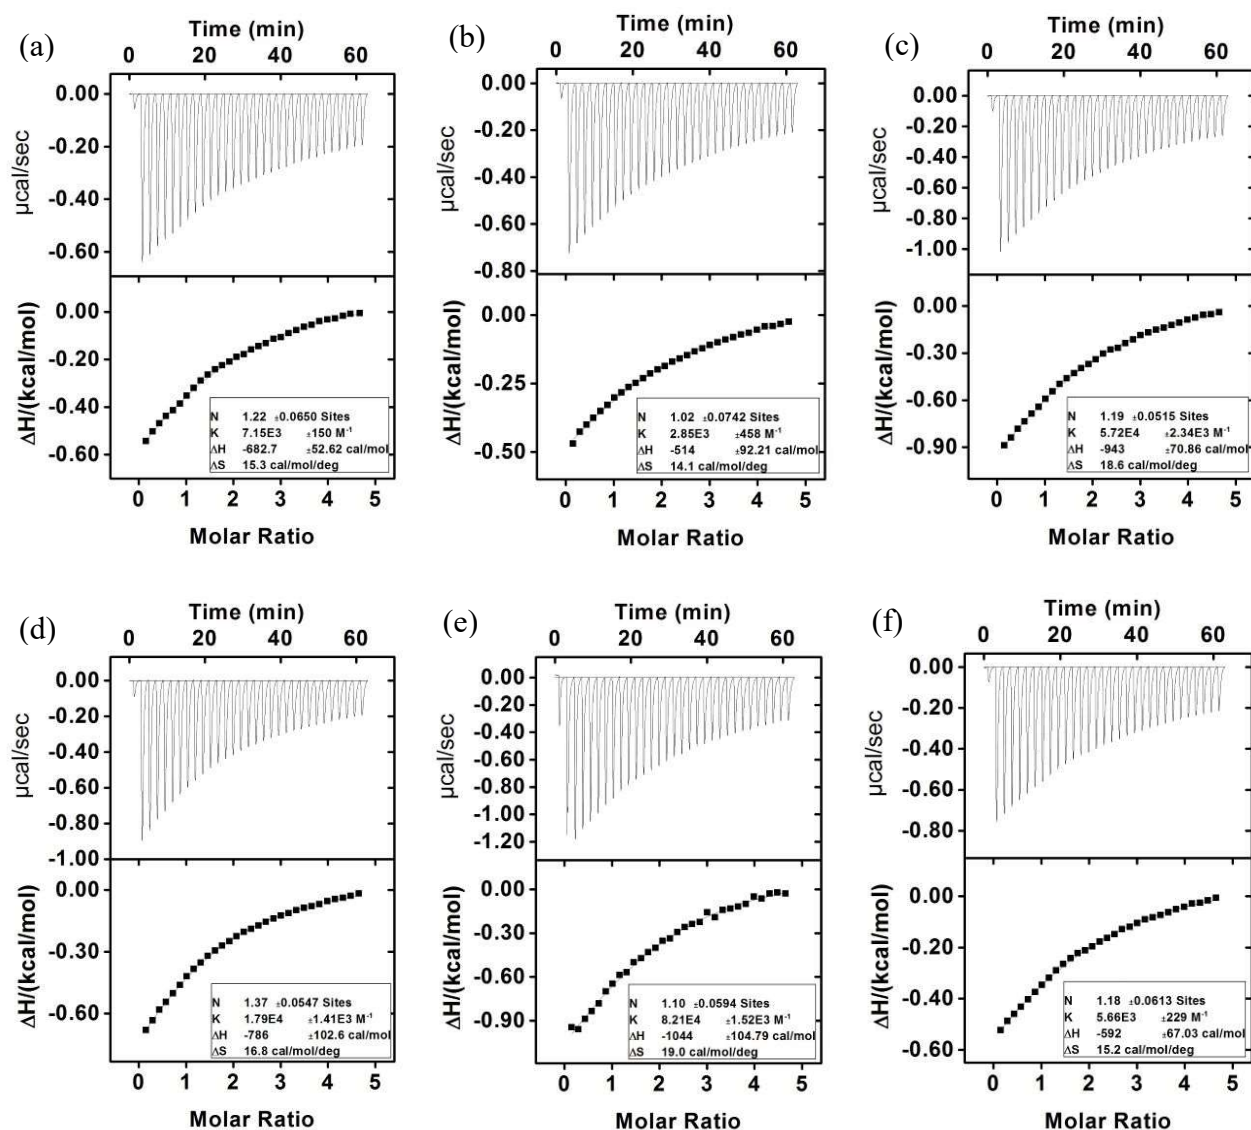 (a)
Time (min)
0 20 40 60
0.00
-0.20
-0.40
-0.60
µcal/sec
0.00
-0.20
-0.40
-0.60
ΔH/(kcal/mol)
N 1.22 ±0.0650 Sites
K 7.15E3 ±150 M⁻¹
ΔH -682.7 ±52.62 cal/mol
ΔS 15.3 cal/mol/deg
0 1 2 3 4 5
Molar Ratio
(b)
Time (min)
0 20 40 60
0.00
-0.20
-0.40
-0.60
-0.80
µcal/sec
0.00
-0.25
-0.50
ΔH/(kcal/mol)
N 1.02 ±0.0742 Sites
K 2.85E3 ±458 M⁻¹
ΔH -514 ±92.21 cal/mol
ΔS 14.1 cal/mol/deg
0 1 2 3 4 5
Molar Ratio
(c)
Time (min)
0 20 40 60
0.00
-0.20
-0.40
-0.60
-0.80
-1.00
µcal/sec
0.00
-0.30
-0.60
-0.90
ΔH/(kcal/mol)
N 1.19 ±0.0515 Sites
K 5.72E4 ±2.34E3 M⁻¹
ΔH -943 ±70.86 cal/mol
ΔS 18.6 cal/mol/deg
0 1 2 3 4 5
Molar Ratio
(d)
Time (min)
0 20 40 60
0.00
-0.20
-0.40
-0.60
-0.80
-1.00
µcal/sec
0.00
-0.30
-0.60
ΔH/(kcal/mol)
N 1.37 ±0.0547 Sites
K 1.79E4 ±1.41E3 M⁻¹
ΔH -786 ±102.6 cal/mol
ΔS 16.8 cal/mol/deg
0 1 2 3 4 5
Molar Ratio
(e)
Time (min)
0 20 40 60
0.00
-0.20
-0.40
-0.60
-0.80
-1.00
-1.20
µcal/sec
0.00
-0.30
-0.60
-0.90
ΔH/(kcal/mol)
N 1.10 ±0.0594 Sites
K 8.21E4 ±1.52E3 M⁻¹
ΔH -1044 ±104.79 cal/mol
ΔS 19.0 cal/mol/deg
0 1 2 3 4 5
Molar Ratio
(f)
Time (min)
0 20 40 60
0.00
-0.20
-0.40
-0.60
-0.80
µcal/sec
0.00
-0.20
-0.40
-0.60
ΔH/(kcal/mol)
N 1.18 ±0.0613 Sites
K 5.66E3 ±229 M⁻¹
ΔH -592 ±67.03 cal/mol
ΔS 15.2 cal/mol/deg
0 1 2 3 4 5
Molar Ratio